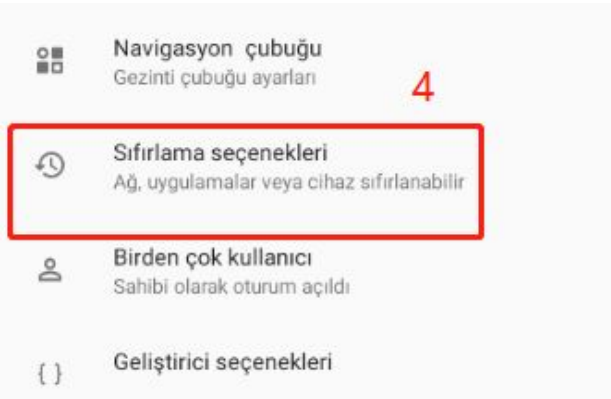 Navigasyon çubuğu
Gezinti çubuğu ayarları
4
Sıfırlama seçenekleri
Ağ, uygulamalar veya cihaz sıfırlanabilir
Birden çok kullanıcı
Sahibi olarak oturum açıldı
{ }
Geliştirici seçenekleri